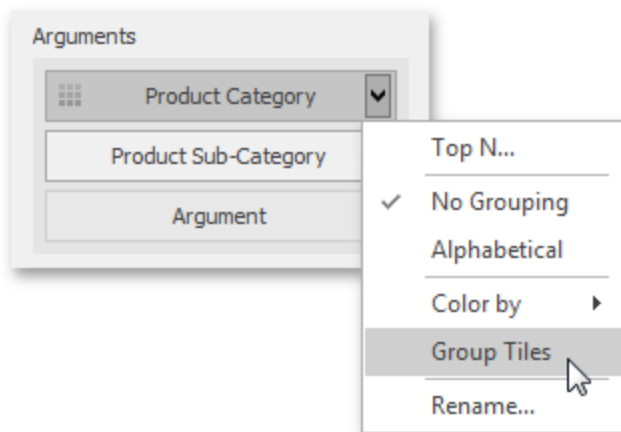 Arguments
Product Category
Product Sub-Category
Argument
Top N...
No Grouping
Alphabetical
Color by
Group Tiles
Rename...